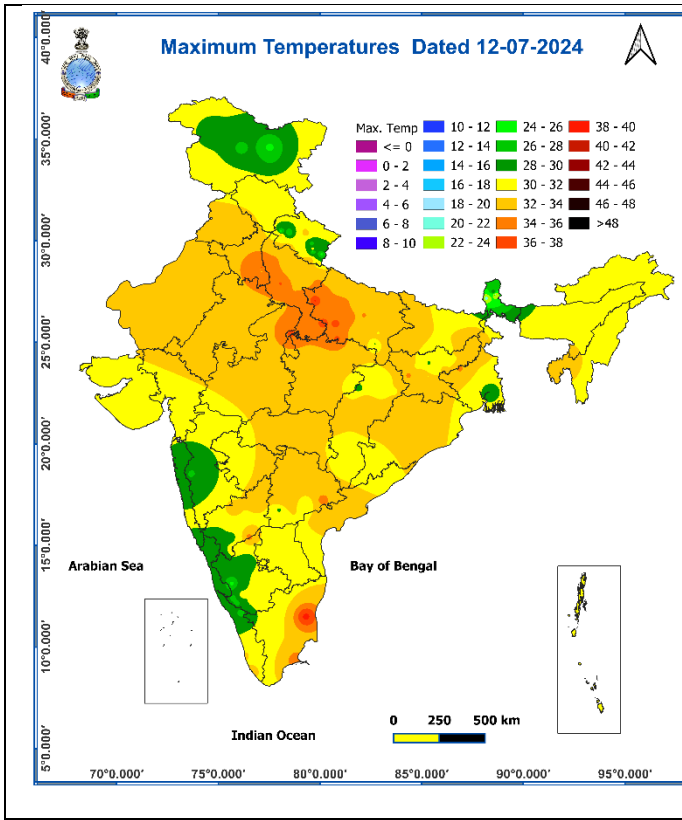 Maximum Temperatures Dated 12-07-2024
Max. Temp
<= 0
0 - 2
2 - 4
4 - 6
6 - 8
8 - 10
10 - 12
12 - 14
14 - 16
16 - 18
18 - 20
20 - 22
22 - 24
24 - 26
26 - 28
28 - 30
30 - 32
32 - 34
34 - 36
36 - 38
38 - 40
40 - 42
42 - 44
44 - 46
46 - 48
>48
40°0.000'
35°0.000'
30°0.000'
25°0.000'
20°0.000'
15°0.000'
10°0.000'
5°0.000'
Arabian Sea
Bay of Bengal
Indian Ocean
0 250 500 km
70°0.000' 75°0.000' 80°0.000' 85°0.000' 90°0.000' 95°0.000'